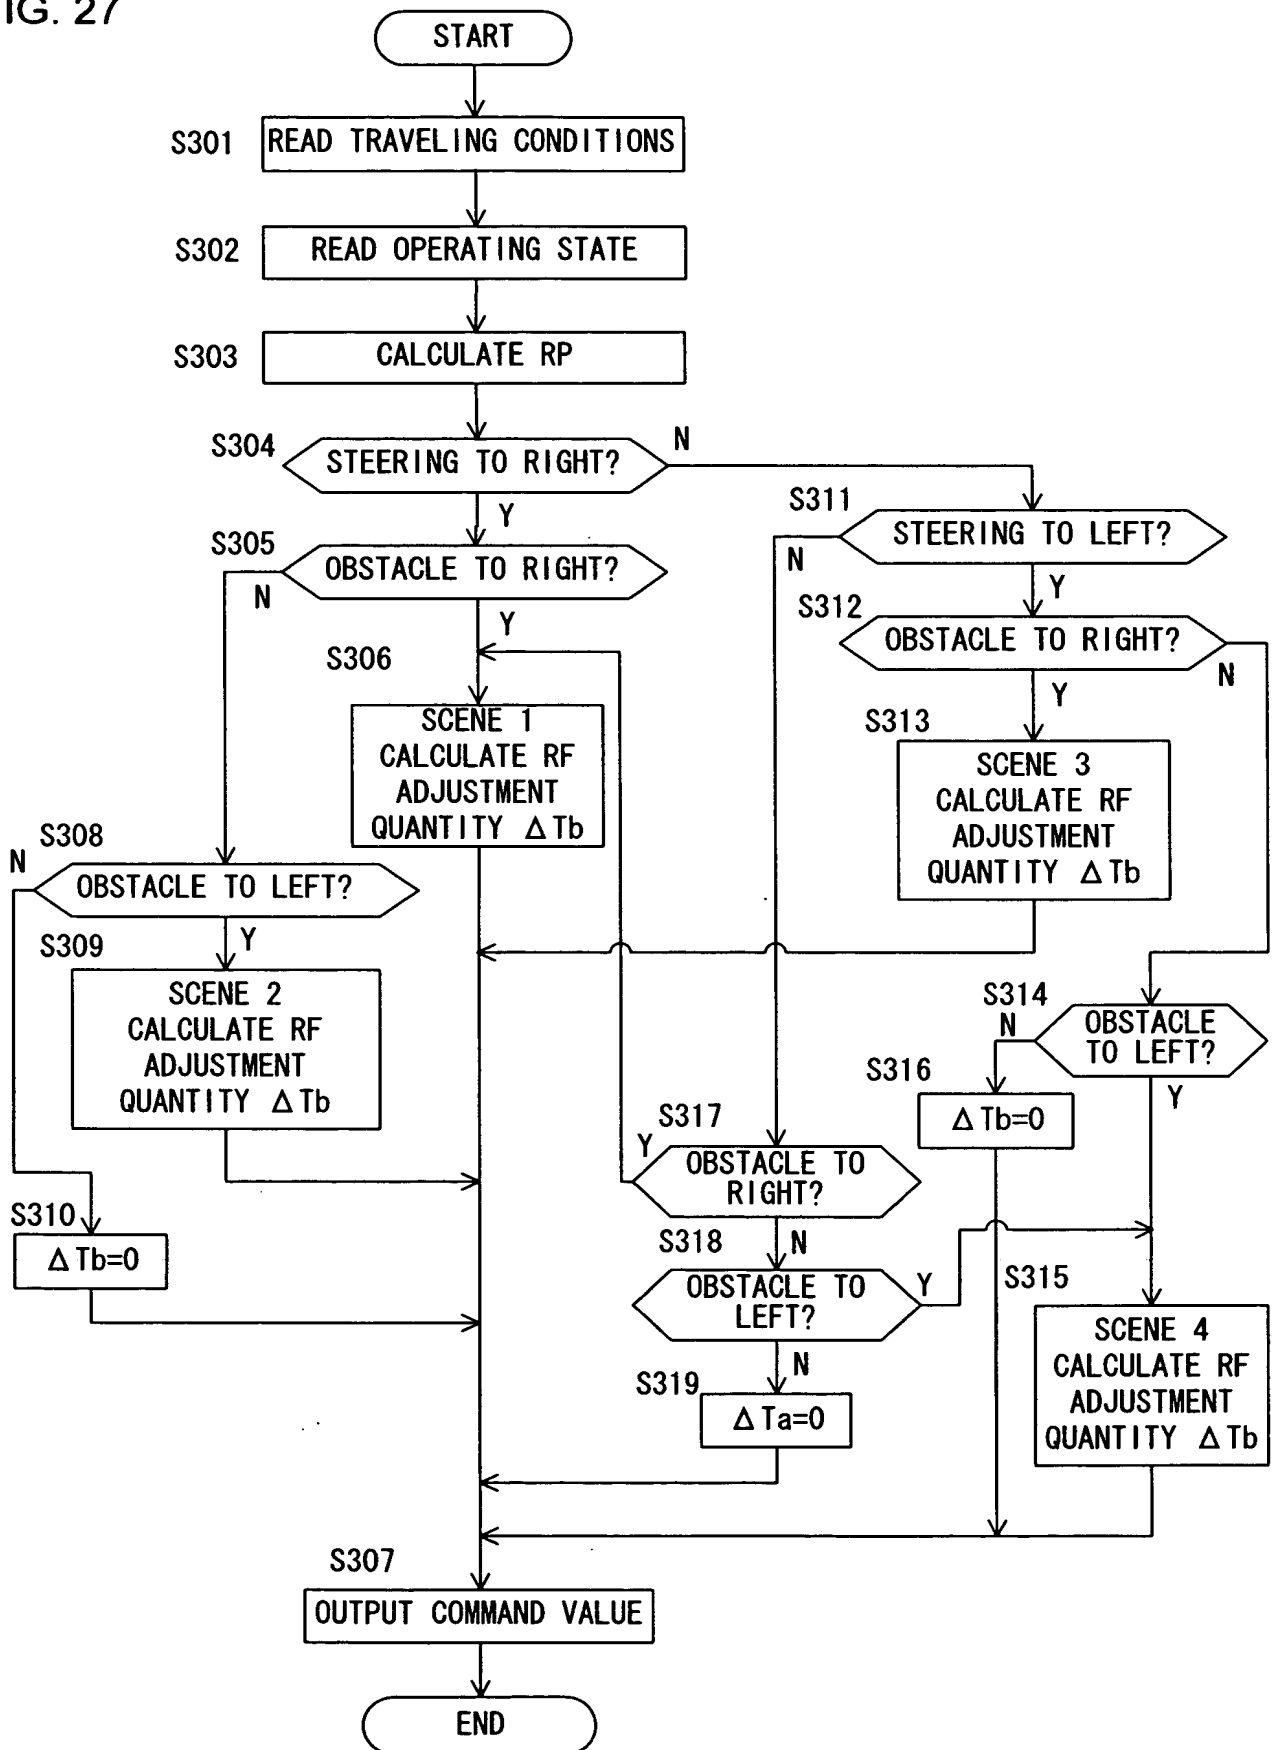 IG. 27
START
S301
READ TRAVELING CONDITIONS
S302
READ OPERATING STATE
S303
CALCULATE RP
S304
STEERING TO RIGHT?
N
Y
S305
OBSTACLE TO RIGHT?
N
Y
S306
SCENE 1
CALCULATE RF
ADJUSTMENT
QUANTITY ΔTb
S308
N
OBSTACLE TO LEFT?
Y
S309
SCENE 2
CALCULATE RF
ADJUSTMENT
QUANTITY ΔTb
S310
ΔTb=0
S311
STEERING TO LEFT?
N
Y
S312
OBSTACLE TO RIGHT?
N
Y
S313
SCENE 3
CALCULATE RF
ADJUSTMENT
QUANTITY ΔTb
S314
N
OBSTACLE
TO LEFT?
Y
S316
ΔTb=0
S317
Y
OBSTACLE TO
RIGHT?
N
S318
OBSTACLE TO
LEFT?
Y
N
S315
SCENE 4
CALCULATE RF
ADJUSTMENT
QUANTITY ΔTb
S319
ΔTa=0
S307
OUTPUT COMMAND VALUE
END